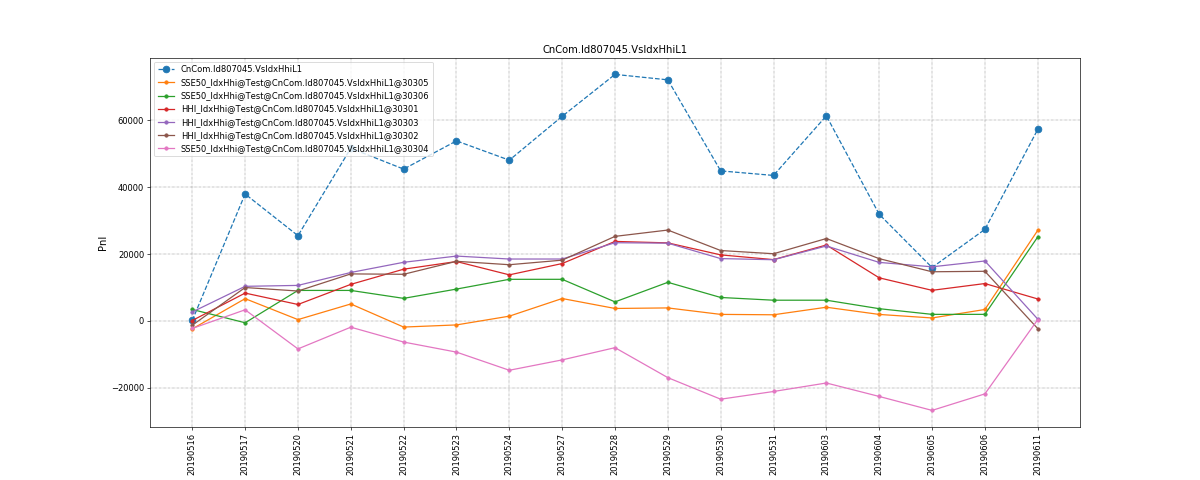 CnCom.Id807045.VsIdxHhiL1
CnCom.Id807045.VsIdxHhiL1
SSE50_IdxHhi@Test@CnCom.Id807045.VsIdxHhiL1@30305
SSE50_IdxHhi@Test@CnCom.Id807045.VsIdxHhiL1@30306
HHI_IdxHhi@Test@CnCom.Id807045.VsIdxHhiL1@30301
HHI_IdxHhi@Test@CnCom.Id807045.VsIdxHhiL1@30303
HHI_IdxHhi@Test@CnCom.Id807045.VsIdxHhiL1@30302
SSE50_IdxHhi@Test@CnCom.Id807045.VsIdxHhiL1@30304
60000
40000
20000
0
−20000
Pnl
20190516
20190517
20190520
20190521
20190522
20190523
20190524
20190527
20190528
20190529
20190530
20190531
20190603
20190604
20190605
20190606
20190611